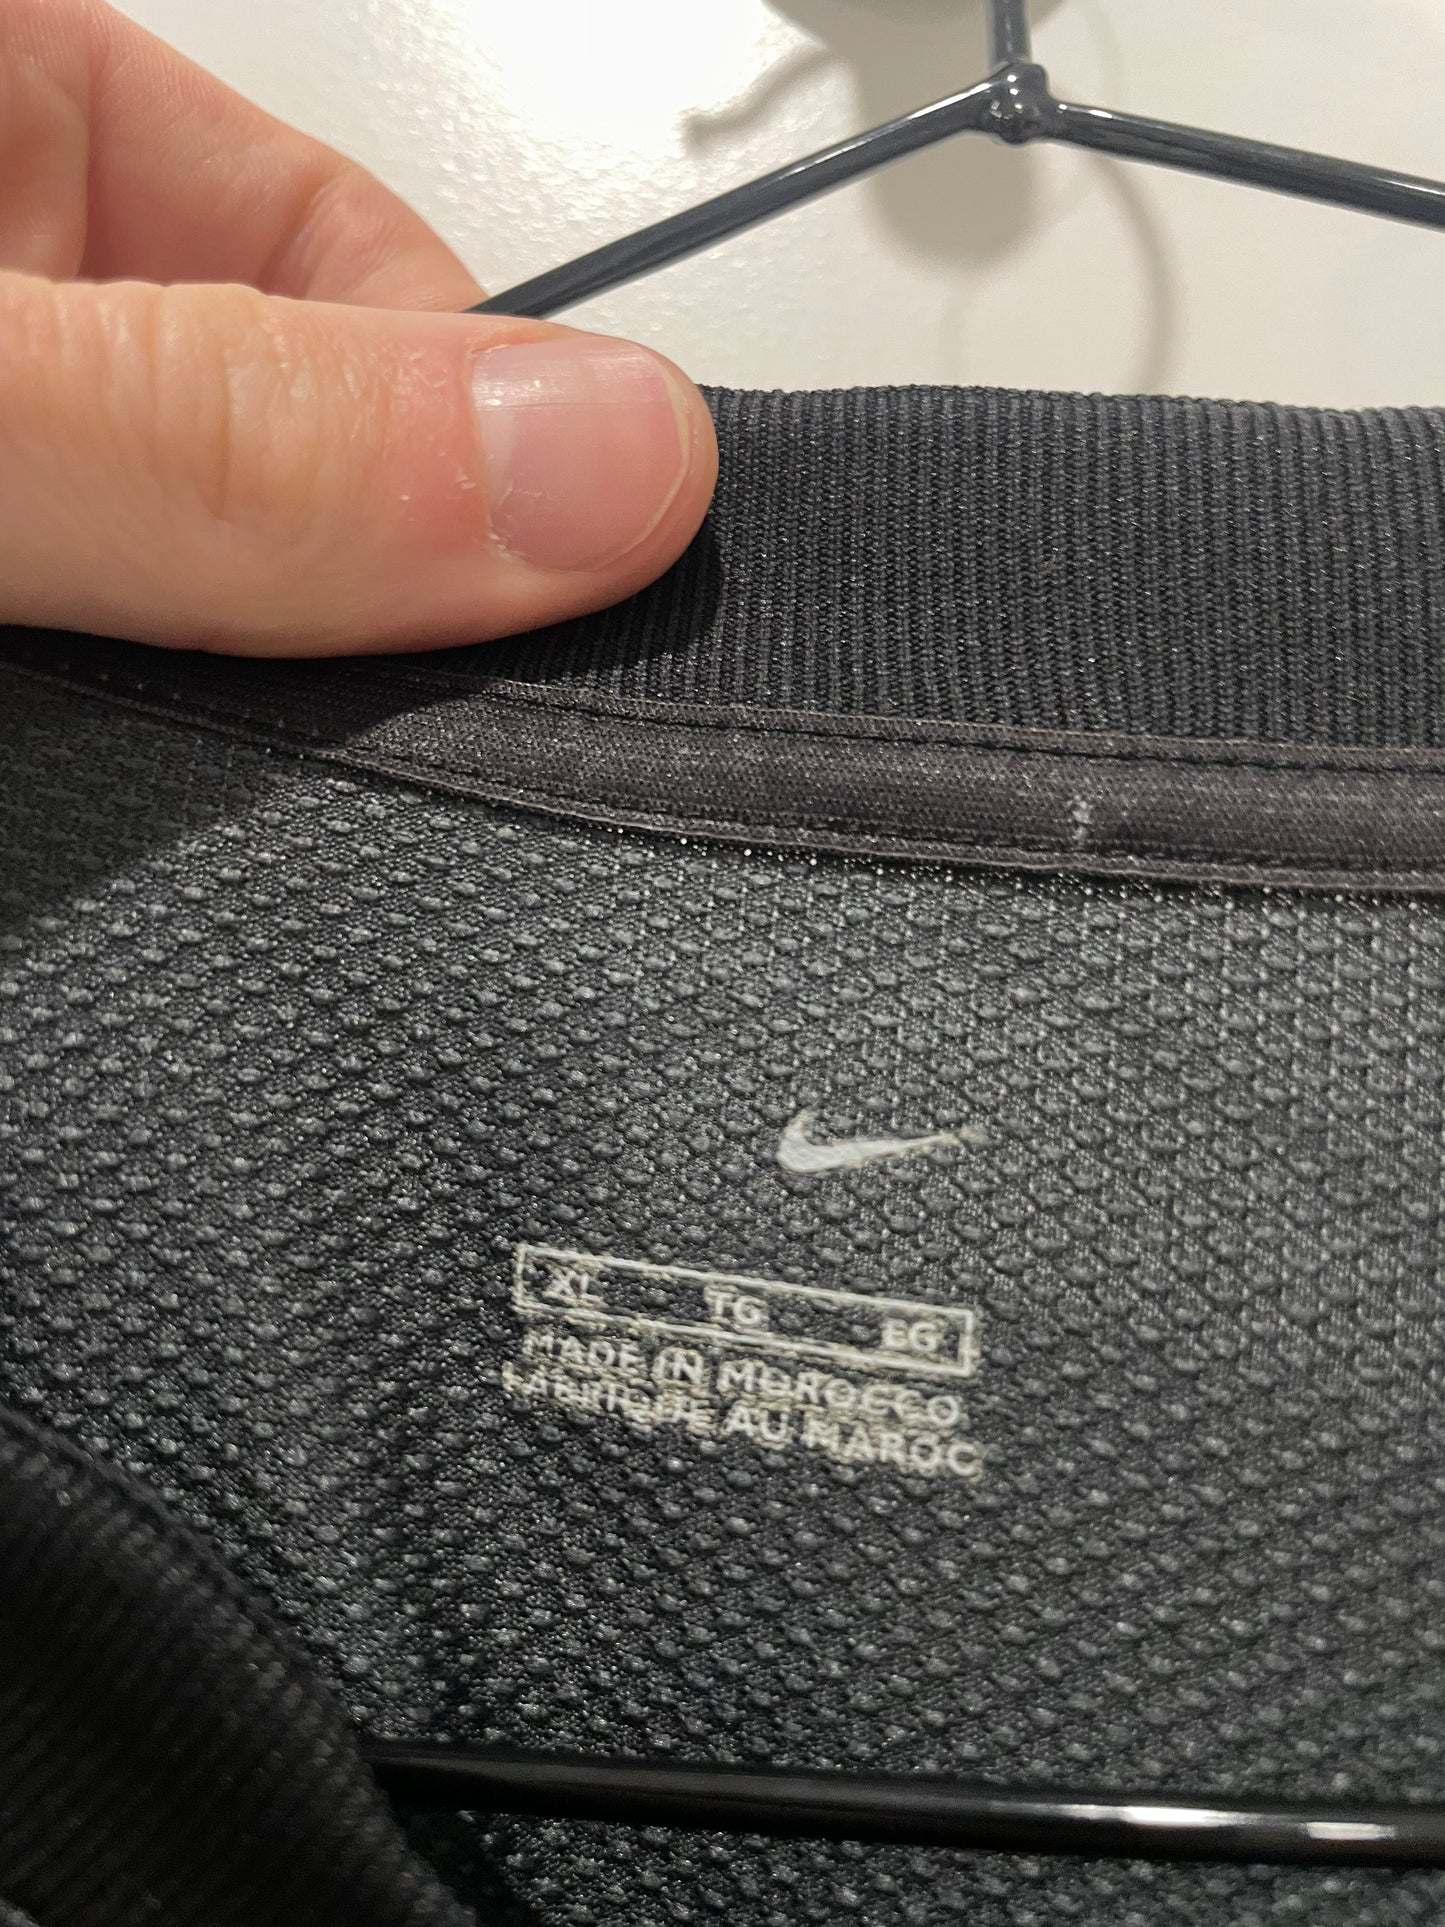 XL TG EG
MADE IN MOROCCO
FABRIQUE AU MAROC